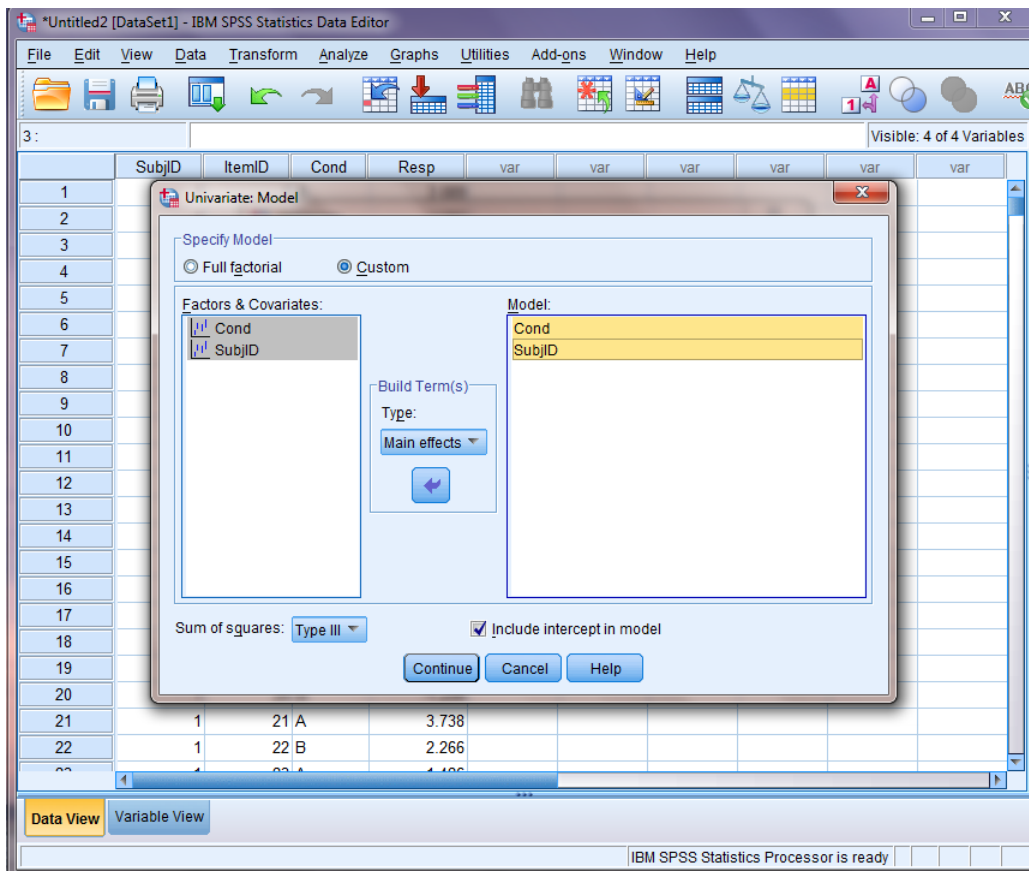 *Untitled2 [DataSet1] - IBM SPSS Statistics Data Editor
File Edit View Data Transform Analyze Graphs Utilities Add-ons Window Help
A
1
3 :
Visible: 4 of 4 Variables
SubjID ItemID Cond Resp var var var var var var
1
2
3
4
5
6
7
8
9
10
11
12
13
14
15
16
17
18
19
20
Univariate: Model
Specify Model
Full factorial Custom
Factors & Covariates:
Cond
SubjID
Build Term(s)
Type:
Main effects
Model:
Cond
SubjID
Sum of squares: Type III Include intercept in model
Continue Cancel Help
21 1 21 A 3.738
22 1 22 B 2.266
Data View Variable View
IBM SPSS Statistics Processor is ready